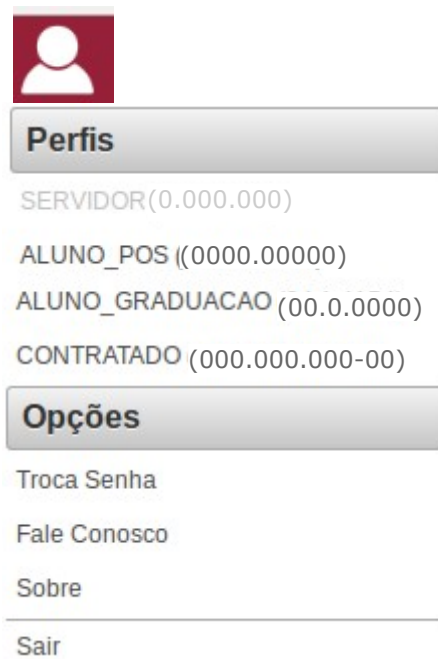 Perfis
SERVIDOR(0.000.000)
ALUNO_POS ((0000.00000)
ALUNO_GRADUACAO (00.0.0000)
CONTRATADO (000.000.000-00)
Opções
Troca Senha
Fale Conosco
Sobre
Sair